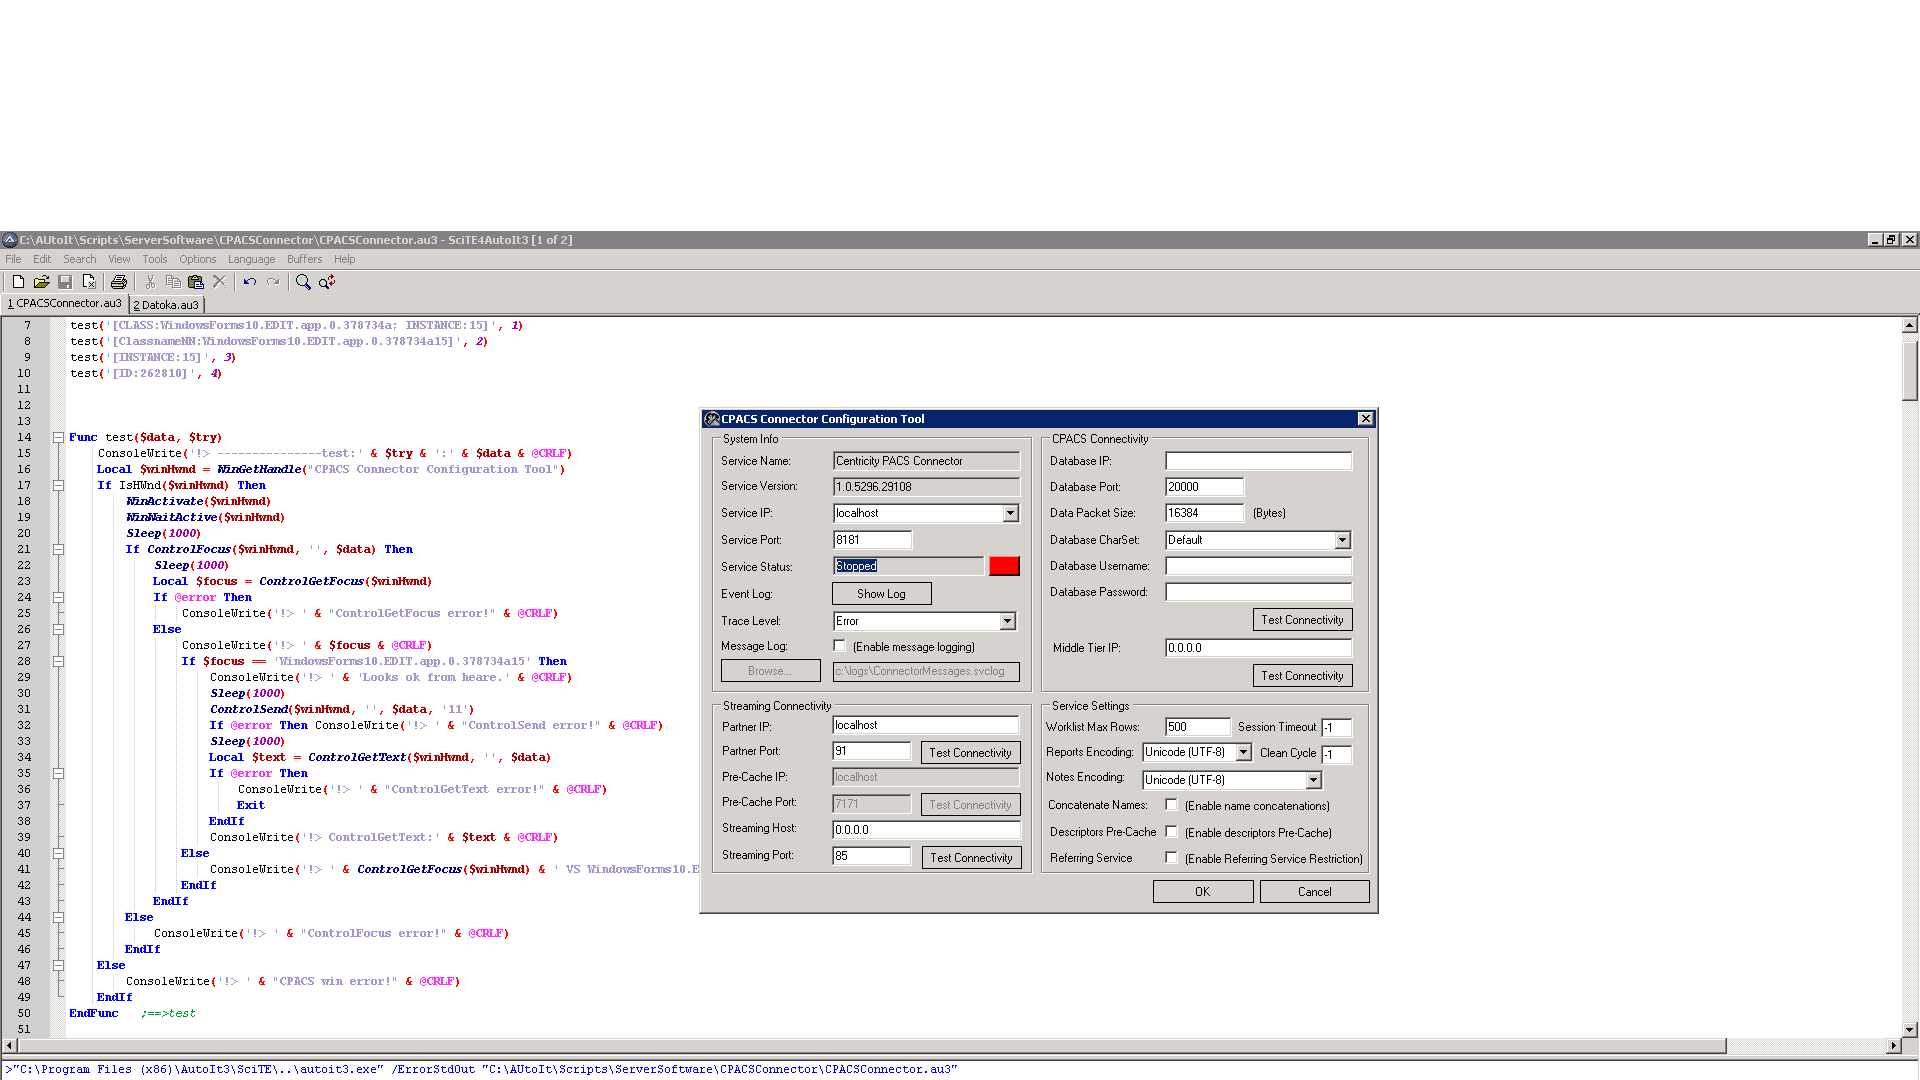 C:\AUtoIt\Scripts\ServerSoftware\CPACSConnector\CPACSConnector.au3 - SciTE4AutoIt3 [1 of 2]
File Edit Search View Tools Options Language Buffers Help
1 CPACSConnector.au3 2 Datoka.au3
7 test('[CLASS:WindowsForms10.EDIT.app.0.378734a; INSTANCE:15]', 1)
8 test('[ClassnameNN:WindowsForms10.EDIT.app.0.378734a15]', 2)
9 test('[INSTANCE:15]', 3)
10 test('[ID:262810]', 4)
11
12
13
14 Func test($data, $try)
15 ConsoleWrite('!> ---------------test:' & $try & ':' & $data & @CRLF)
16 Local $winHwnd = WinGetHandle("CPACS Connector Configuration Tool")
17 If IsHWnd($winHwnd) Then
18 WinActivate($winHwnd)
19 WinWaitActive($winHwnd)
20 Sleep(1000)
21 If ControlFocus($winHwnd, '', $data) Then
22 Sleep(1000)
23 Local $focus = ControlGetFocus($winHwnd)
24 If @error Then
25 ConsoleWrite('!> ' & "ControlGetFocus error!" & @CRLF)
26 Else
27 ConsoleWrite('!> ' & $focus & @CRLF)
28 If $focus == 'WindowsForms10.EDIT.app.0.378734a15' Then
29 ConsoleWrite('!> ' & 'Looks ok from heare.' & @CRLF)
30 Sleep(1000)
31 ControlSend($winHwnd, '', $data, '11')
32 If @error Then ConsoleWrite('!> ' & "ControlSend error!" & @CRLF)
33 Sleep(1000)
34 Local $text = ControlGetText($winHwnd, '', $data)
35 If @error Then
36 ConsoleWrite('!> ' & "ControlGetText error!" & @CRLF)
37 Exit
38 EndIf
39 ConsoleWrite('!> ControlGetText:' & $text & @CRLF)
40 Else
41 ConsoleWrite('!> ' & ControlGetFocus($winHwnd) & ' VS WindowsForms10.E
42 EndIf
43 EndIf
44 Else
45 ConsoleWrite('!> ' & "ControlFocus error!" & @CRLF)
46 EndIf
47 Else
48 ConsoleWrite('!> ' & "CPACS win error!" & @CRLF)
49 EndIf
50 EndFunc ;==>test
51
CPACS Connector Configuration Tool
System Info
Service Name: Centricity PACS Connector
Service Version: 1.0.5296.29108
Service IP: localhost
Service Port: 8181
Service Status: Stopped
Event Log: Show Log
Trace Level: Error
Message Log: (Enable message logging)
Browse... c:\logs\ConnectorMessages.svclog
Streaming Connectivity
Partner IP: localhost
Partner Port: 91 Test Connectivity
Pre-Cache IP: localhost
Pre-Cache Port: 7171 Test Connectivity
Streaming Host: 0.0.0.0
Streaming Port: 85 Test Connectivity
CPACS Connectivity
Database IP:
Database Port: 20000
Data Packet Size: 16384 (Bytes)
Database CharSet: Default
Database Username:
Database Password:
Test Connectivity
Middle Tier IP: 0.0.0.0
Test Connectivity
Service Settings
Worklist Max Rows: 500 Session Timeout -1
Reports Encoding: Unicode (UTF-8) Clean Cycle -1
Notes Encoding: Unicode (UTF-8)
Concatenate Names: (Enable name concatenations)
Descriptors Pre-Cache (Enable descriptors Pre-Cache)
Referring Service (Enable Referring Service Restriction)
OK Cancel
>"C:\Program Files (x86)\AutoIt3\SciTE\..\autoit3.exe" /ErrorStdOut "C:\AUtoIt\Scripts\ServerSoftware\CPACSConnector\CPACSConnector.au3"